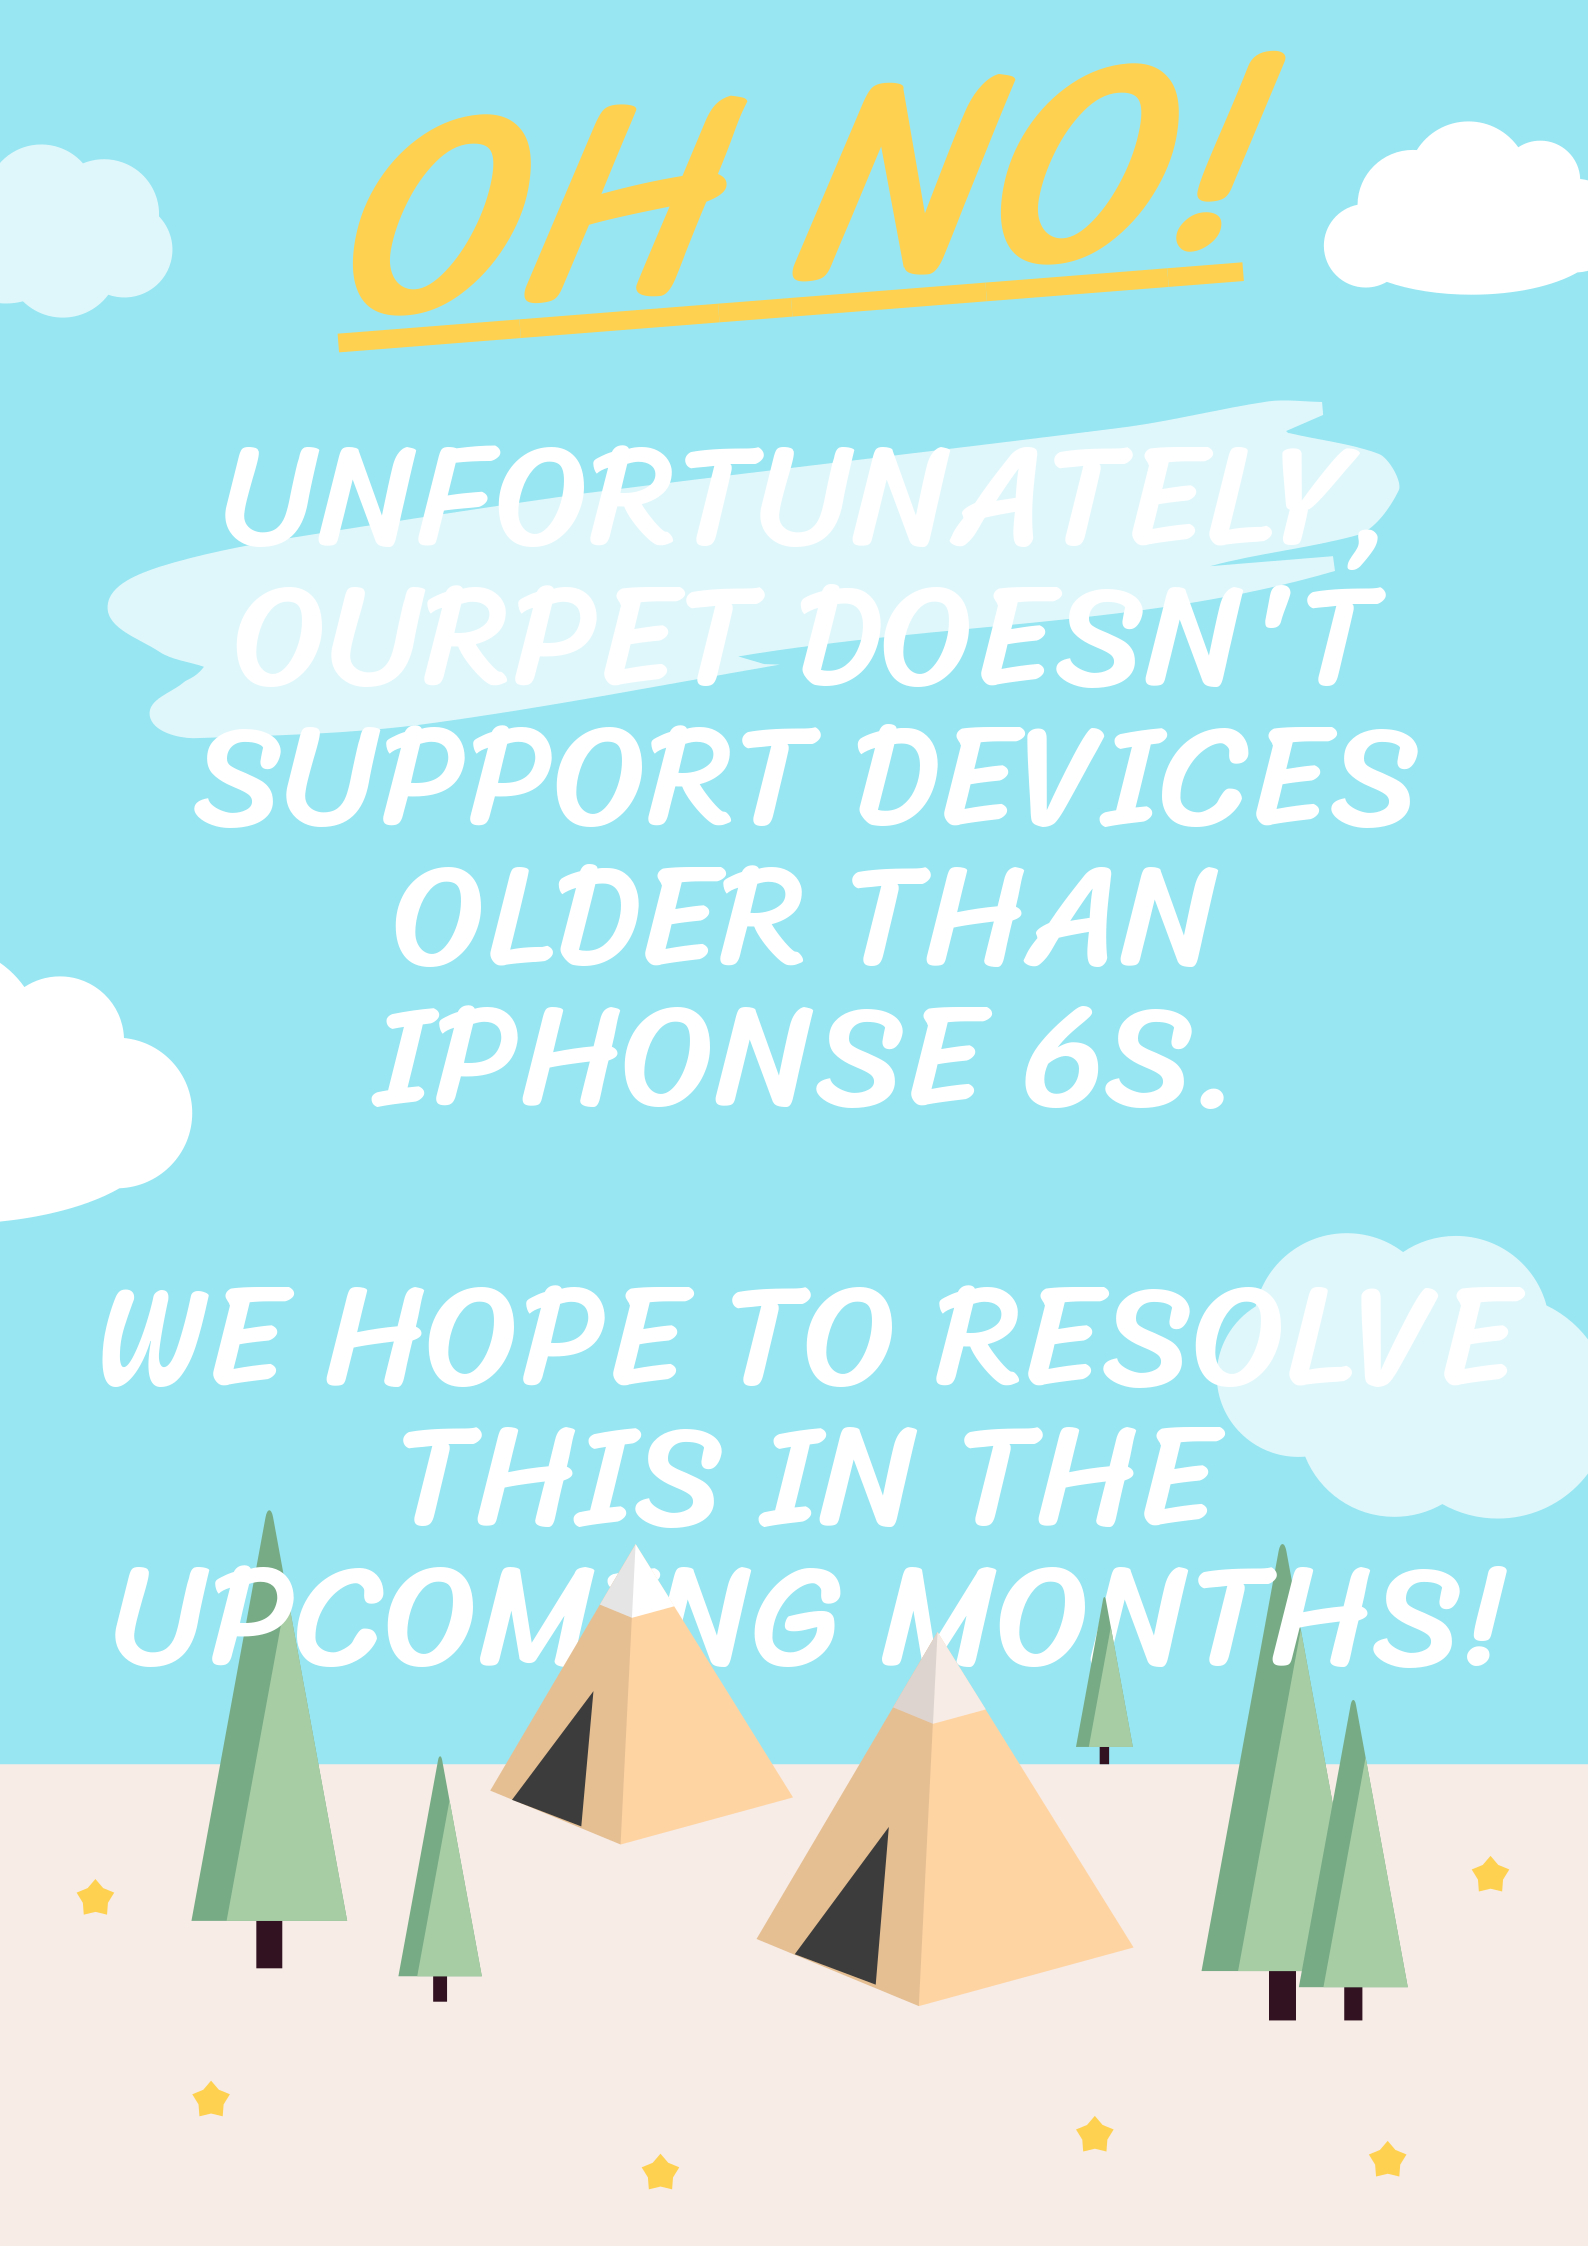 OH NO!
UNFORTUNATELY,
OURPET DOESN'T
SUPPORT DEVICES
OLDER THAN
IPHONSE 6S.
WE HOPE TO RESOLVE
THIS IN THE
UPCOMING MONTHS!